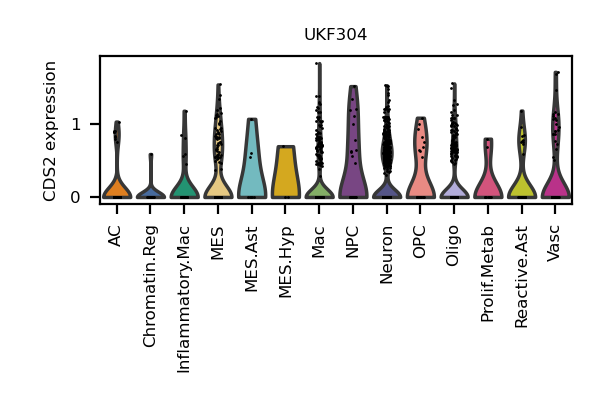 UKF304
CDS2 expression
1
0
AC
Chromatin.Reg
Inflammatory.Mac
MES
MES.Ast
MES.Hyp
Mac
NPC
Neuron
OPC
Oligo
Prolif.Metab
Reactive.Ast
Vasc